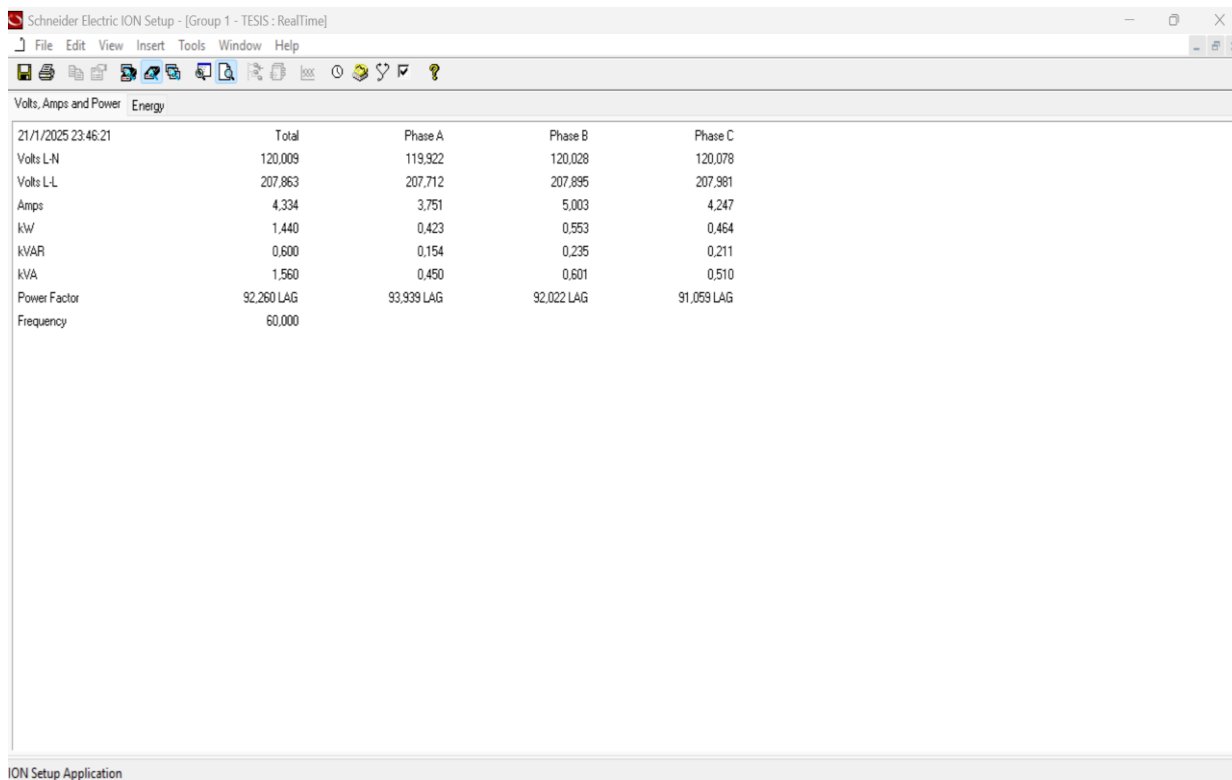 Schneider Electric ION Setup - [Group 1 - TESIS : RealTime]
File Edit View Insert Tools Window Help
Volts, Amps and Power Energy
21/1/2025 23:46:21 Total Phase A Phase B Phase C
Volts L-N 120,009 119,922 120,028 120,078
Volts L-L 207,863 207,712 207,895 207,981
Amps 4,334 3,751 5,003 4,247
kW 1,440 0,423 0,553 0,464
kVAR 0,600 0,154 0,235 0,211
kVA 1,560 0,450 0,601 0,510
Power Factor 92,260 LAG 93,939 LAG 92,022 LAG 91,059 LAG
Frequency 60,000
ION Setup Application